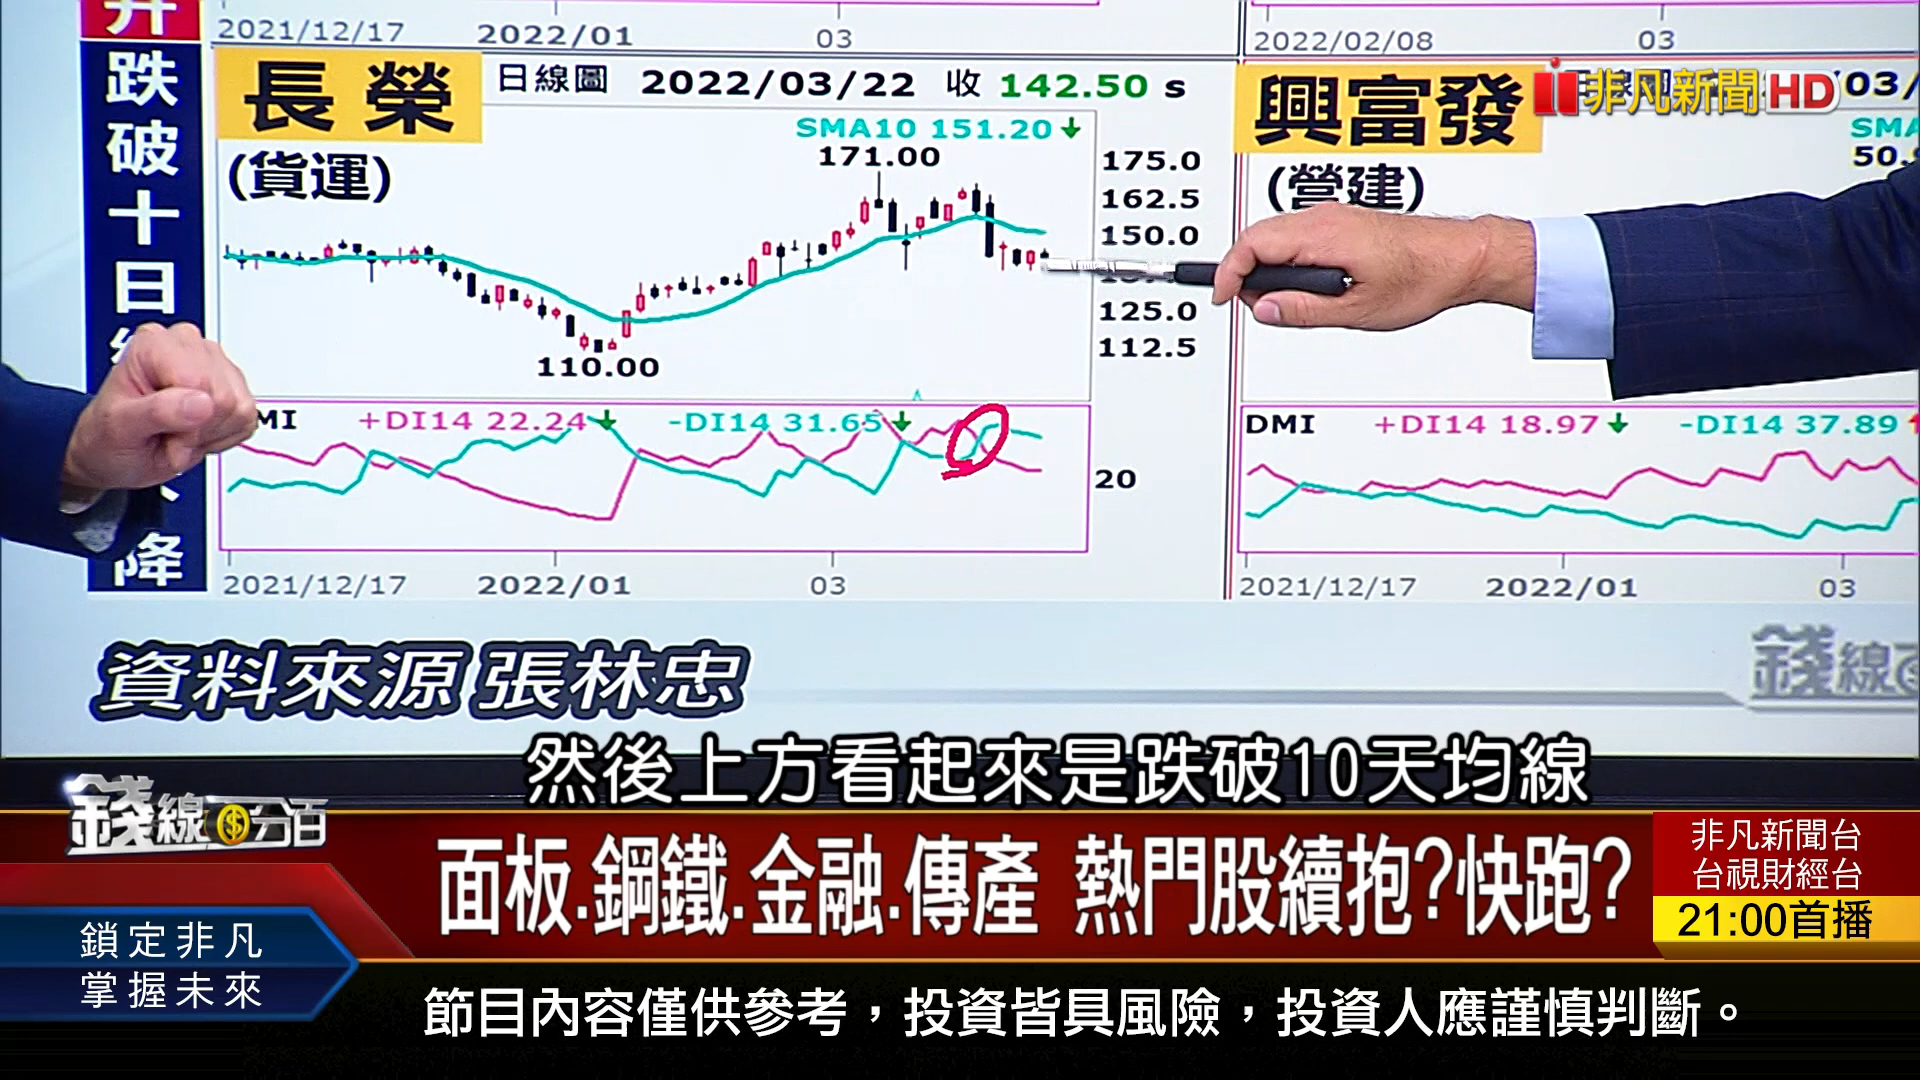 升
2021/12/17 2022/01 03
2022/02/08 03
跌破十日
降
長榮
(貨運)
日線圖 2022/03/22 收 142.50 s
SMA10 151.20↓
171.00
175.0
162.5
150.0
125.0
112.5
110.00
MI +DI14 22.24↓ -DI14 31.65↓
20
2021/12/17 2022/01 03
興富發
(營建)
非凡新聞HD
/03/
SMA
50.9
DMI +DI14 18.97↓ -DI14 37.89↑
2021/12/17 2022/01 03
資料來源 張林忠
錢線
然後上方看起來是跌破10天均線
錢線百分百
面板.鋼鐵.金融.傳產 熱門股續抱?快跑?
非凡新聞台
台視財經台
21:00首播
鎖定非凡
掌握未來
節目內容僅供參考，投資皆具風險，投資人應謹慎判斷。